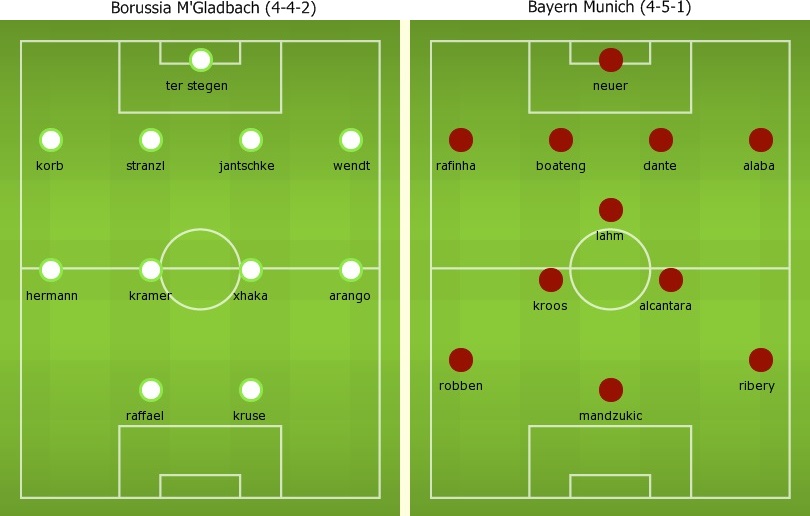 Borussia M'Gladbach (4-4-2)
ter stegen
korb stranzl jantschke wendt
hermann kramer xhaka arango
raffael kruse
Bayern Munich (4-5-1)
neuer
rafinha boateng dante alaba
lahm
kroos alcantara
robben ribery
mandzukic